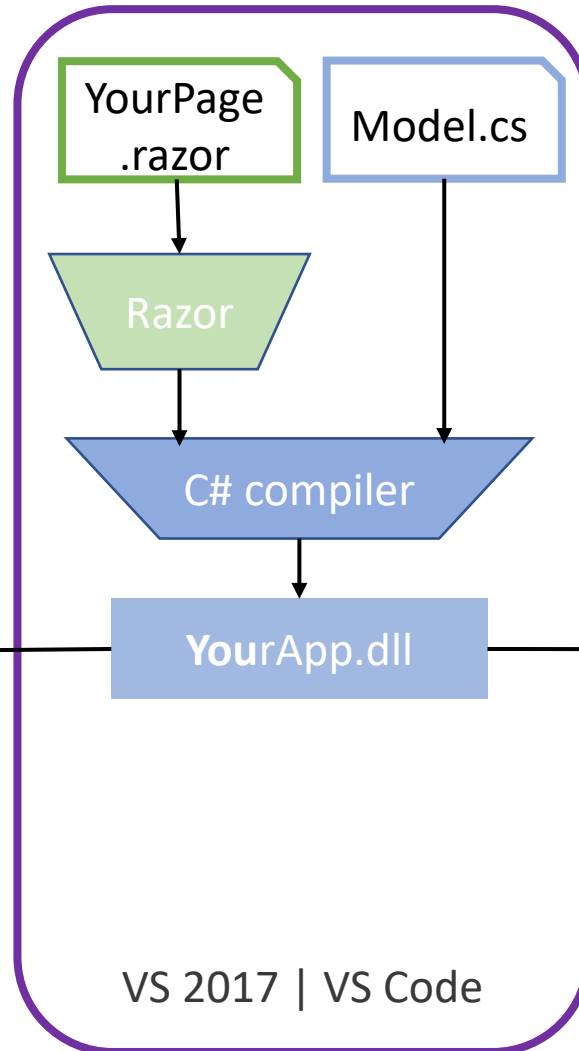 YourPage
.razor
Model.cs
Razor
C# compiler
YourApp.dll
VS 2017 | VS Code